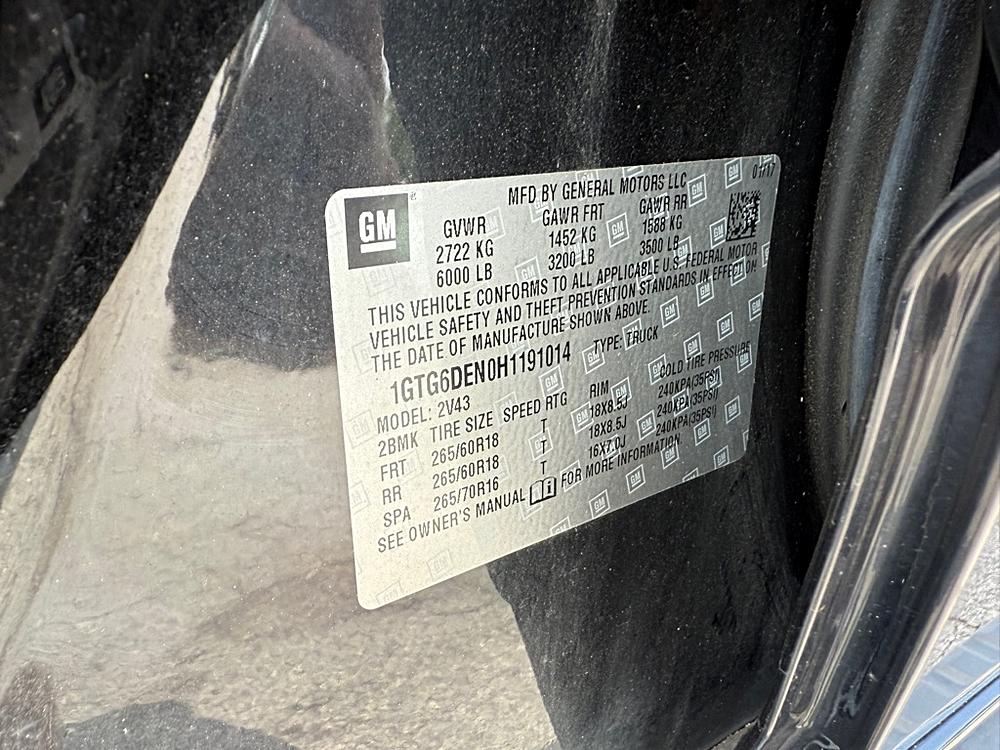 GM
MFD BY GENERAL MOTORS LLC 01/17
GVWR GAWR FRT GAWR RR
2722 KG 1452 KG 1588 KG
6000 LB 3200 LB 3500 LB
THIS VEHICLE CONFORMS TO ALL APPLICABLE U.S. FEDERAL MOTOR
VEHICLE SAFETY AND THEFT PREVENTION STANDARDS IN EFFECT ON
THE DATE OF MANUFACTURE SHOWN ABOVE.
1GTG6DEN0H1191014 TYPE: TRUCK
MODEL: 2V43 COLD TIRE PRESSURE
2BMK TIRE SIZE SPEED RTG RIM
FRT 265/60R18 T 18X8.5J 240KPA(35PSI)
RR 265/60R18 T 18X8.5J 240KPA(35PSI)
SPA 265/70R16 T 16X7.0J 240KPA(35PSI)
SEE OWNER'S MANUAL FOR MORE INFORMATION.